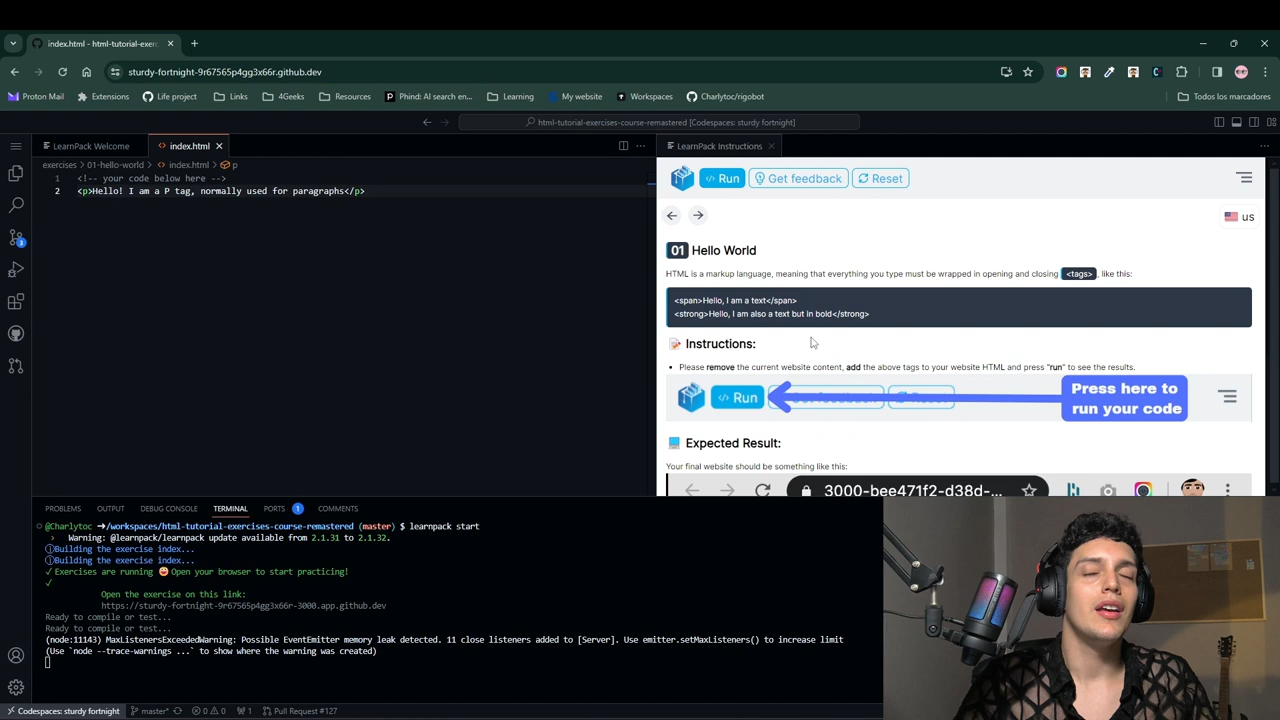 index.html - html-tutorial-exerc
sturdy-fortnight-9r67565p4gg3x66r.github.dev
Proton Mail
Extensions
Life project
Links
4Geeks
Resources
Phind: AI search en...
Learning
My website
Workspaces
Charlytoc/rigobot
Todos los marcadores
html-tutorial-exercises-course-remastered [Codespaces: sturdy fortnight]
LearnPack Welcome
index.html
exercises > 01-hello-world > index.html > p
1 <!-- your code below here -->
2 <p>Hello! I am a P tag, normally used for paragraphs</p>
LearnPack Instructions
Run
Get feedback
Reset
us
01 Hello World
HTML is a markup language, meaning that everything you type must be wrapped in opening and closing <tags>, like this:
<span>Hello, I am a text</span>
<strong>Hello, I am also a text but in bold</strong>
Instructions:
• Please remove the current website content, add the above tags to your website HTML and press "run" to see the results.
Run
Press here to
run your code
Expected Result:
Your final website should be something like this:
3000-bee471f2-d38d-...
PROBLEMS
OUTPUT
DEBUG CONSOLE
TERMINAL
PORTS 1
COMMENTS
@Charlytoc ➜/workspaces/html-tutorial-exercises-course-remastered (master) $ learnpack start
› Warning: @learnpack/learnpack update available from 2.1.31 to 2.1.32.
ⓘBuilding the exercise index...
ⓘBuilding the exercise index...
✓ Exercises are running 😛 Open your browser to start practicing!
✓
Open the exercise on this link:
https://sturdy-fortnight-9r67565p4gg3x66r-3000.app.github.dev
Ready to compile or test...
Ready to compile or test...
(node:11143) MaxListenersExceededWarning: Possible EventEmitter memory leak detected. 11 close listeners added to [Server]. Use emitter.setMaxListeners() to increase limit
(Use `node --trace-warnings ...` to show where the warning was created)
Codespaces: sturdy fortnight
master*
0 0
1
Pull Request #127